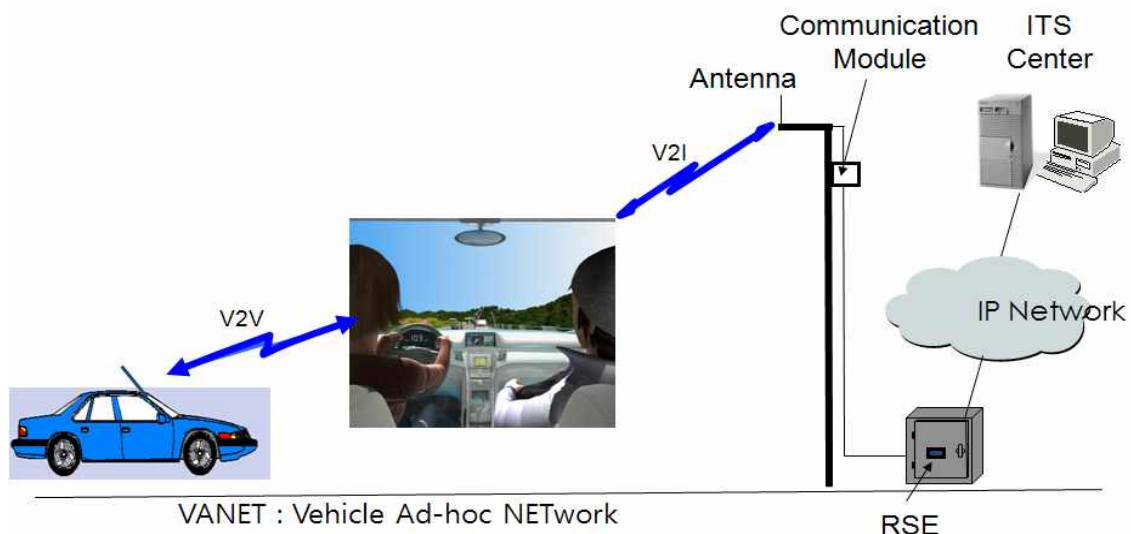 Communication
Module
ITS
Center
Antenna
V2I
V2V
IP Network
VANET : Vehicle Ad-hoc NETwork
RSE